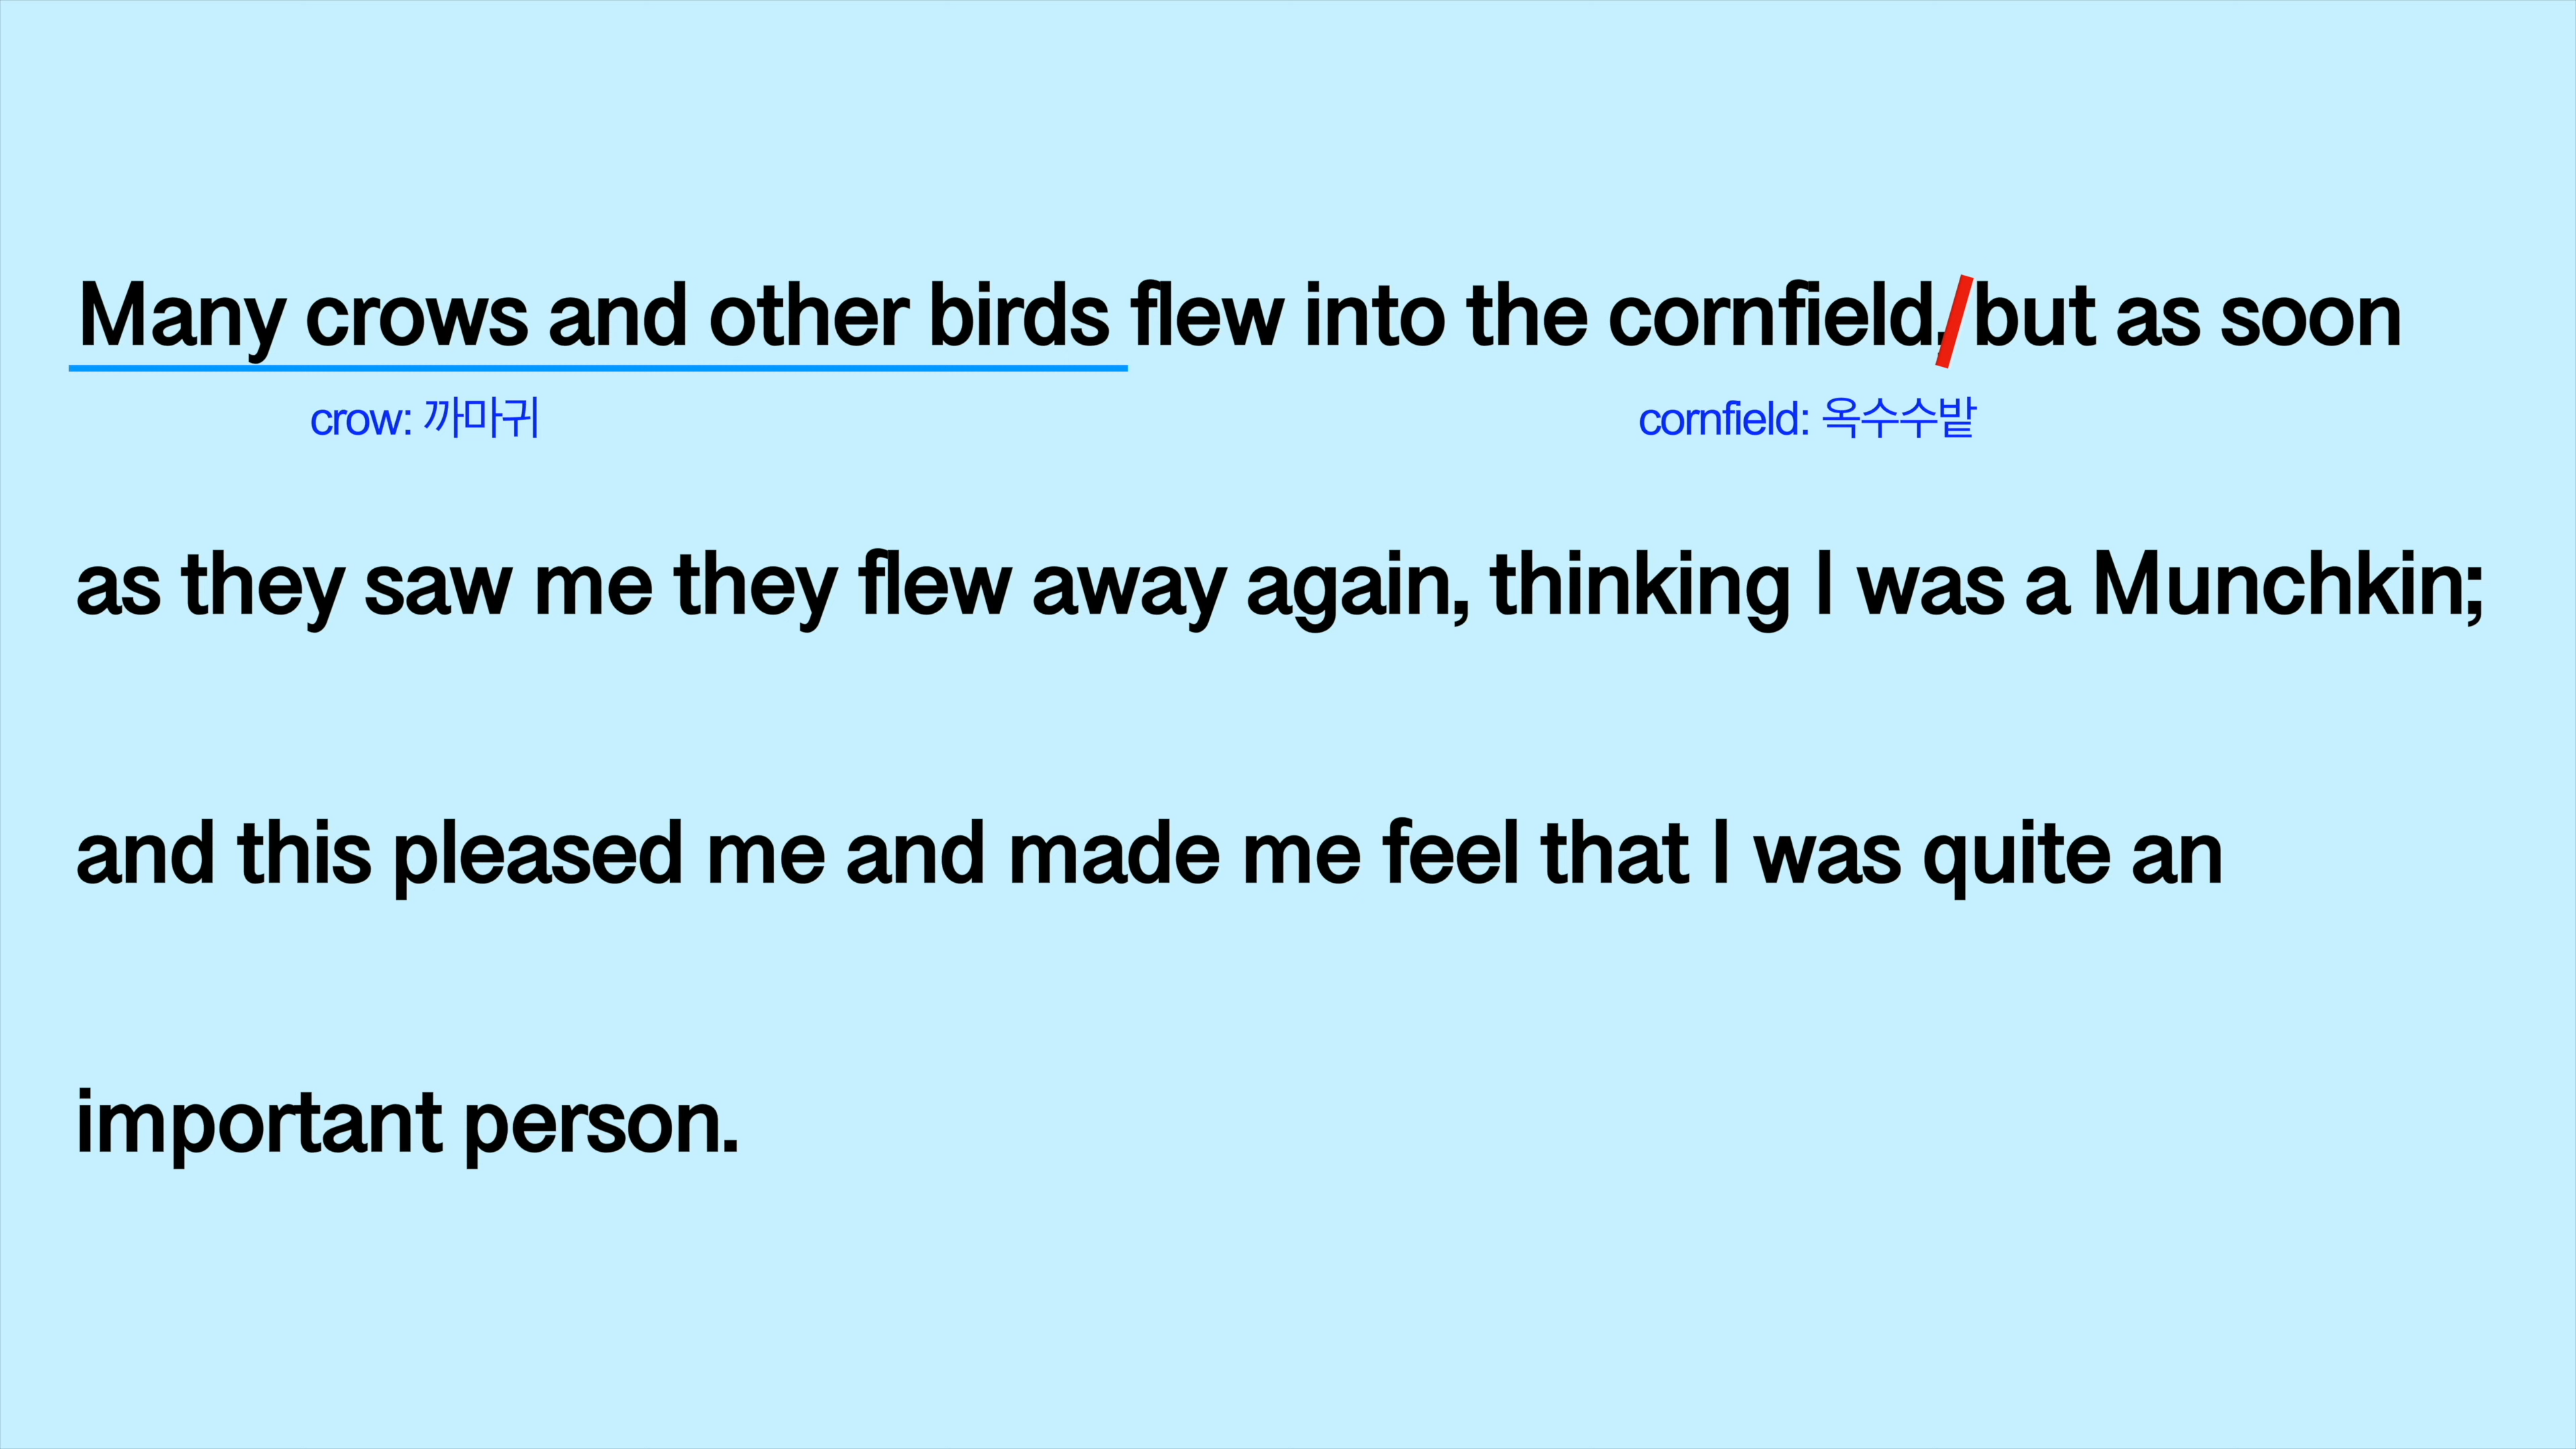 Many crows and other birds flew into the cornfield, but as soon
crow: 까마귀
cornfield: 옥수수밭
as they saw me they flew away again, thinking I was a Munchkin;
and this pleased me and made me feel that I was quite an
important person.